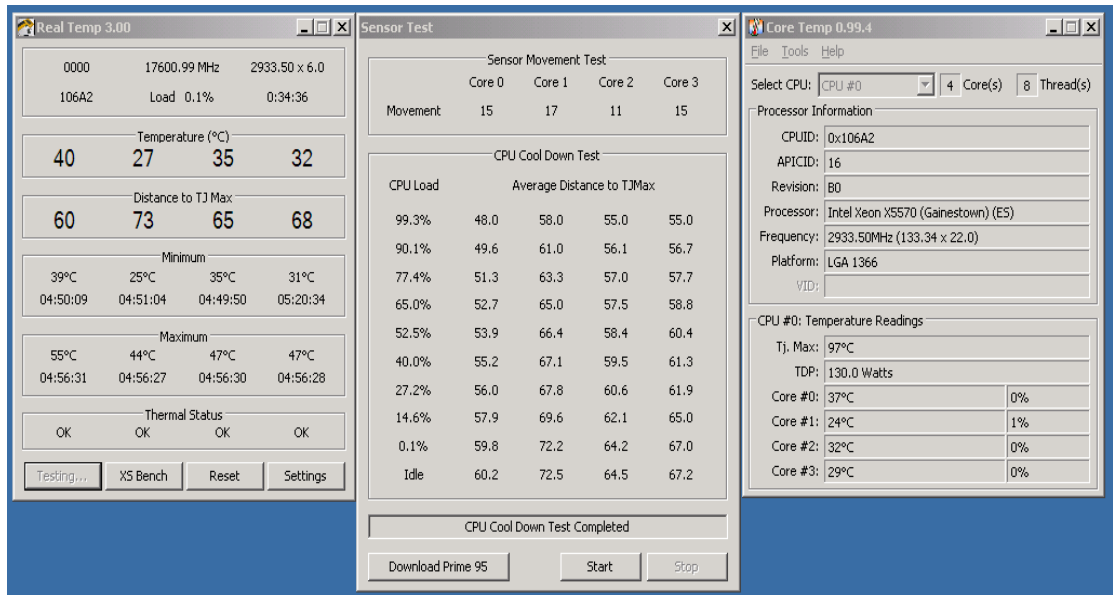 Real Temp 3.00
0000 17600.99 MHz 2933.50 x 6.0
106A2 Load 0.1% 0:34:36
Temperature (°C)
40 27 35 32
Distance to TJ Max
60 73 65 68
Minimum
39°C 25°C 35°C 31°C
04:50:09 04:51:04 04:49:50 05:20:34
Maximum
55°C 44°C 47°C 47°C
04:56:31 04:56:27 04:56:30 04:56:28
Thermal Status
OK OK OK OK
Testing... XS Bench Reset Settings
Sensor Test
Sensor Movement Test
Core 0 Core 1 Core 2 Core 3
Movement 15 17 11 15
CPU Cool Down Test
CPU Load Average Distance to TJMax
99.3% 48.0 58.0 55.0 55.0
90.1% 49.6 61.0 56.1 56.7
77.4% 51.3 63.3 57.0 57.7
65.0% 52.7 65.0 57.5 58.8
52.5% 53.9 66.4 58.4 60.4
40.0% 55.2 67.1 59.5 61.3
27.2% 56.0 67.8 60.6 61.9
14.6% 57.9 69.6 62.1 65.0
0.1% 59.8 72.2 64.2 67.0
Idle 60.2 72.5 64.5 67.2
CPU Cool Down Test Completed
Download Prime 95 Start Stop
Core Temp 0.99.4
File Tools Help
Select CPU: CPU #0 4 Core(s) 8 Thread(s)
Processor Information
CPUID: 0x106A2
APICID: 16
Revision: B0
Processor: Intel Xeon X5570 (Gainestown) (ES)
Frequency: 2933.50MHz (133.34 x 22.0)
Platform: LGA 1366
VID:
CPU #0: Temperature Readings
Tj. Max: 97°C
TDP: 130.0 Watts
Core #0: 37°C 0%
Core #1: 24°C 1%
Core #2: 32°C 0%
Core #3: 29°C 0%